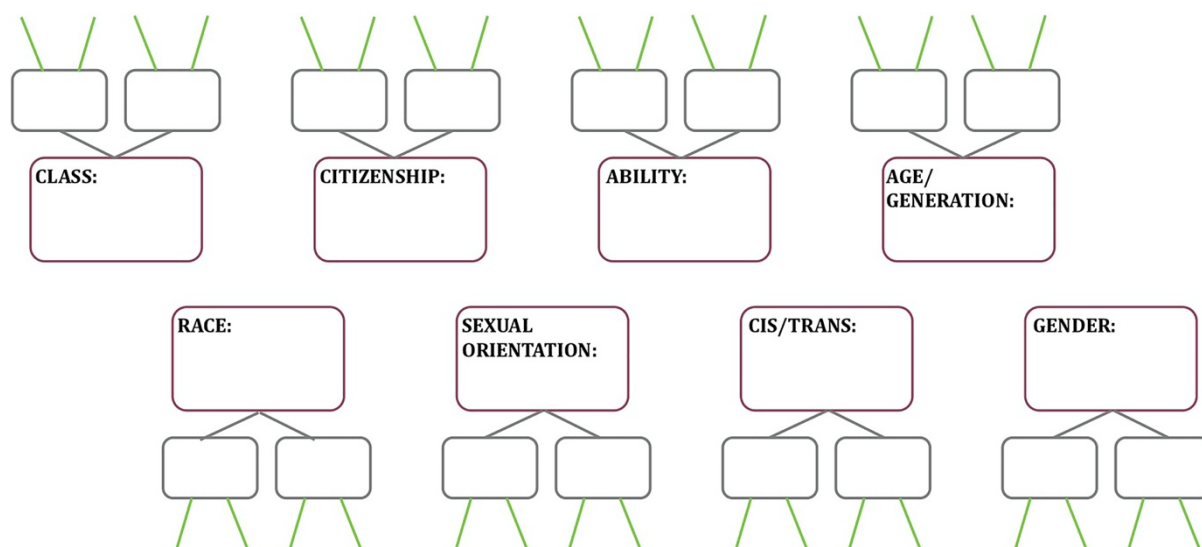 CLASS:
CITIZENSHIP:
ABILITY:
AGE/
GENERATION:
RACE:
SEXUAL
ORIENTATION:
CIS/TRANS:
GENDER: